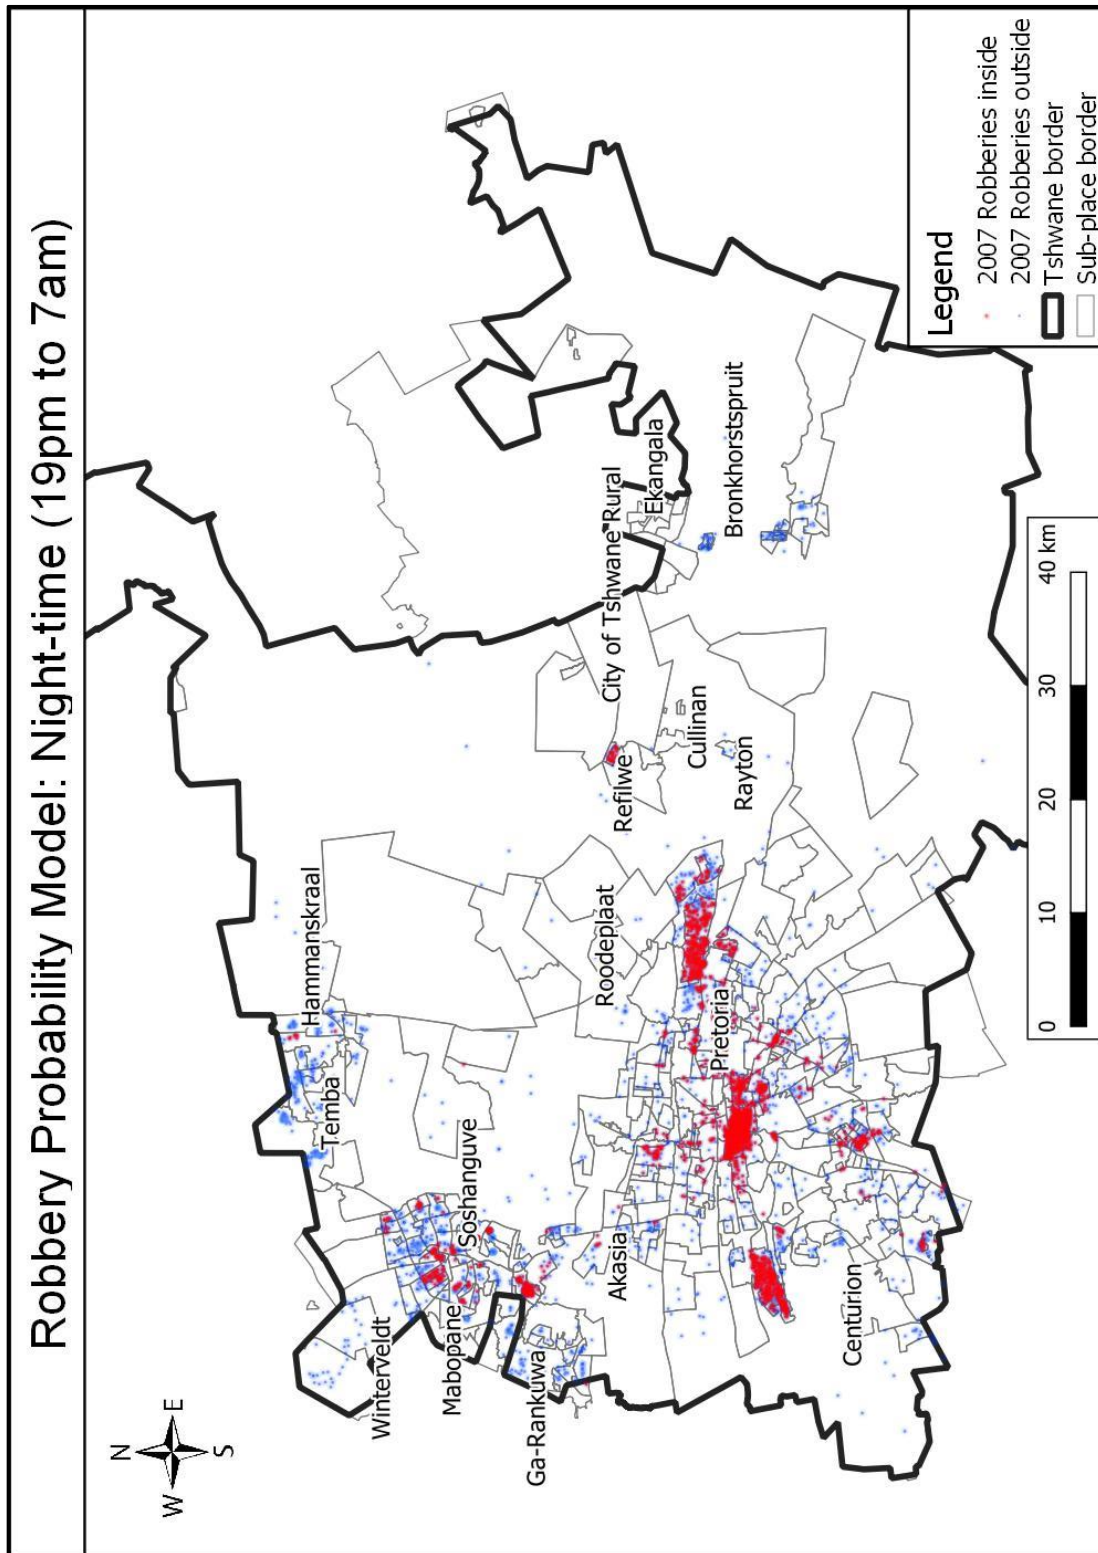 Robbery Probability Model: Night-time (19pm to 7am)
N
W E
S
Hammanskraal
Temba
Winterveldt
Soshanguve
Mabopane
Ga-Rankuwa
Akasia
Roodeplaat
Refilwe
City of Tshwane Rural
Ekangala
Cullinan
Rayton
Bronkhorstspruit
Pretoria
Centurion
Legend
2007 Robberies inside
2007 Robberies outside
Tshwane border
Sub-place border
0 10 20 30 40 km